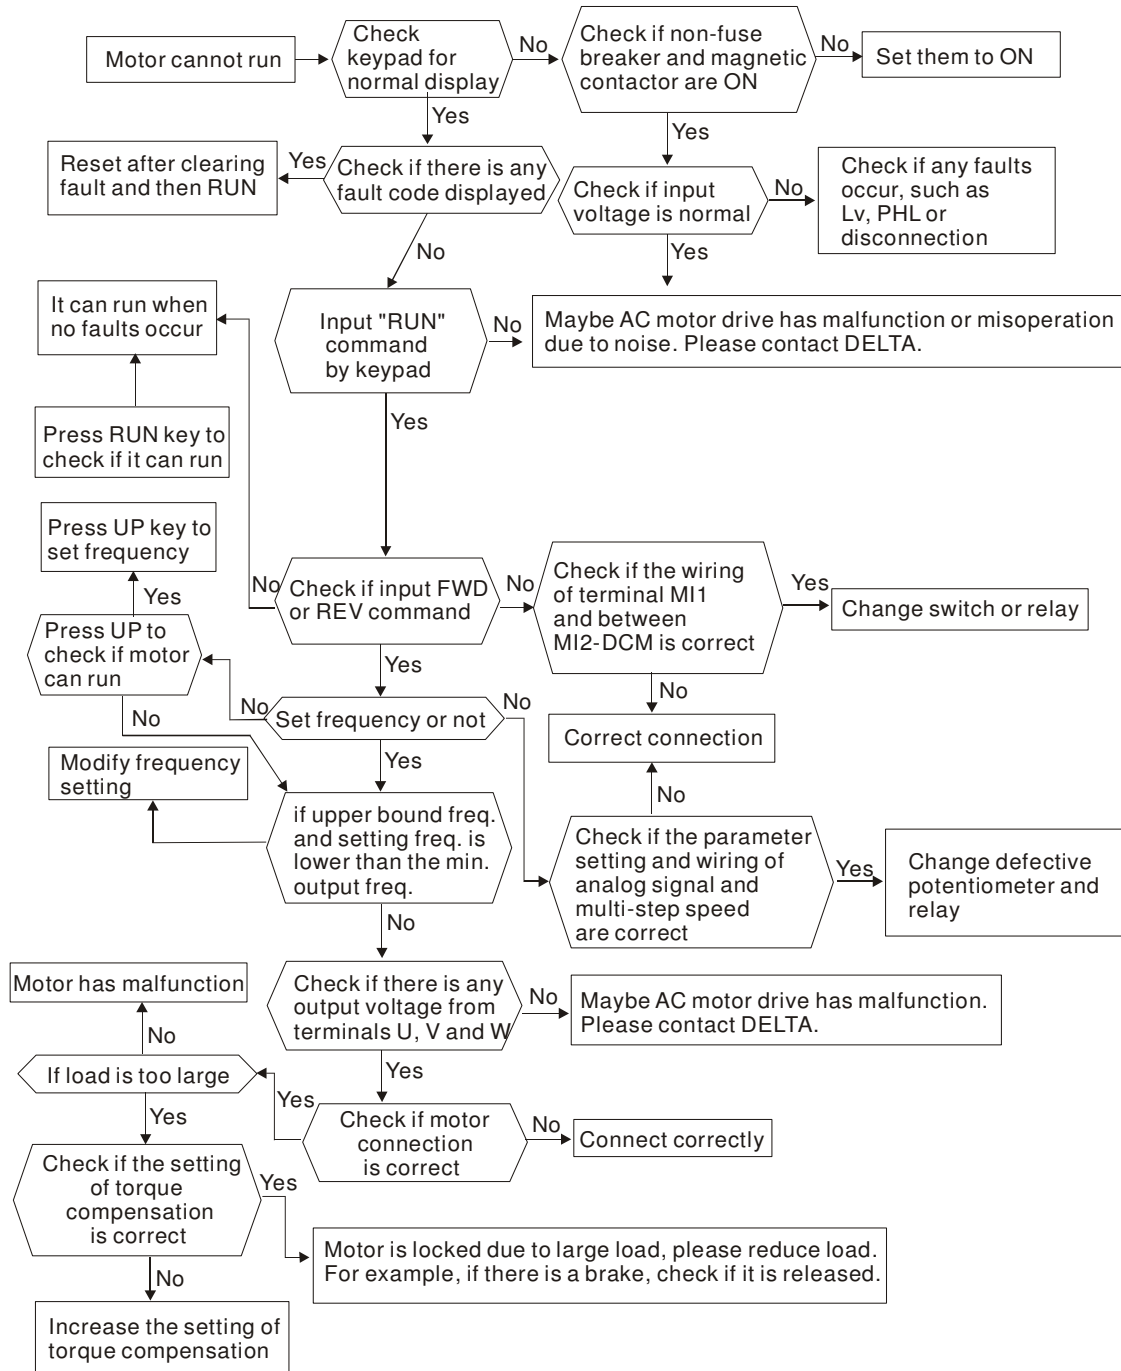 Motor cannot run
Check
keypad for
normal display
No
Check if non-fuse
breaker and magnetic
contactor are ON
No
Set them to ON
Yes
Yes
Reset after clearing
fault and then RUN
Yes
Check if there is any
fault code displayed
Check if input
voltage is normal
No
Check if any faults
occur, such as
Lv, PHL or
disconnection
No
Yes
It can run when
no faults occur
Input "RUN"
command
by keypad
No
Maybe AC motor drive has malfunction or misoperation
due to noise. Please contact DELTA.
Yes
Press RUN key to
check if it can run
Press UP key to
set frequency
Yes
No
Check if input FWD
or REV command
No
Check if the wiring
of terminal MI1
and between
MI2-DCM is correct
Yes
Change switch or relay
Press UP to
check if motor
can run
Yes
No
No
No
Set frequency or not
No
Correct connection
Yes
No
Modify frequency
setting
if upper bound freq.
and setting freq. is
lower than the min.
output freq.
Check if the parameter
setting and wiring of
analog signal and
multi-step speed
are correct
Yes
Change defective
potentiometer and
relay
No
Motor has malfunction
Check if there is any
output voltage from
terminals U, V and W
No
Maybe AC motor drive has malfunction.
Please contact DELTA.
No
Yes
If load is too large
Yes
Yes
Check if motor
connection
is correct
No
Connect correctly
Check if the setting
of torque
compensation
is correct
Yes
Motor is locked due to large load, please reduce load.
For example, if there is a brake, check if it is released.
No
Increase the setting of
torque compensation